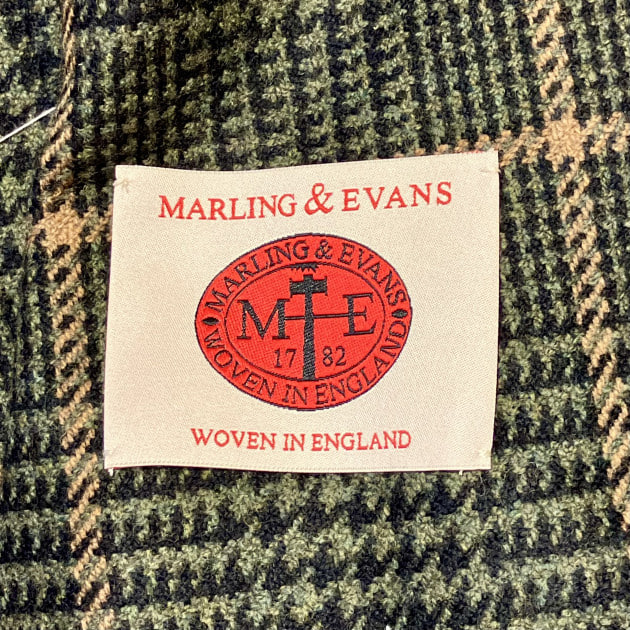 MARLING & EVANS
MARLING & EVANS
M E
17 82
WOVEN IN ENGLAND
WOVEN IN ENGLAND